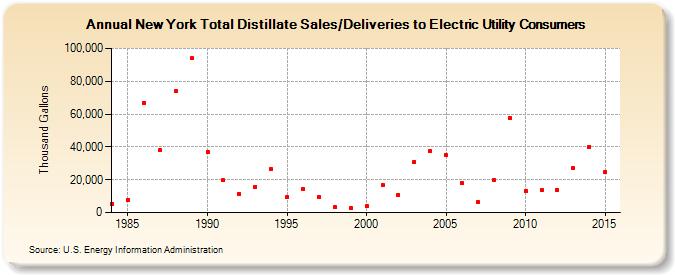 Annual New York Total Distillate Sales/Deliveries to Electric Utility Consumers
Thousand Gallons
100,000
80,000
60,000
40,000
20,000
0
1985 1990 1995 2000 2005 2010 2015
Source: U.S. Energy Information Administration